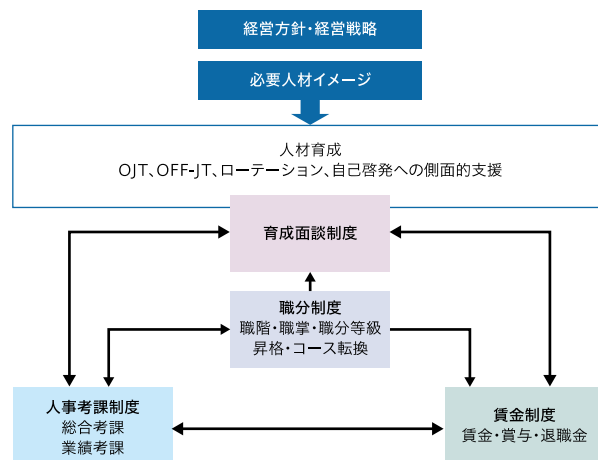 経営方針・経営戦略
必要人材イメージ
人材育成
OJT、OFF-JT、ローテーション、自己啓発への側面的支援
育成面談制度
職分制度
職階・職掌・職分等級
昇格・コース転換
人事考課制度
総合考課
業績考課
賃金制度
賃金・賞与・退職金